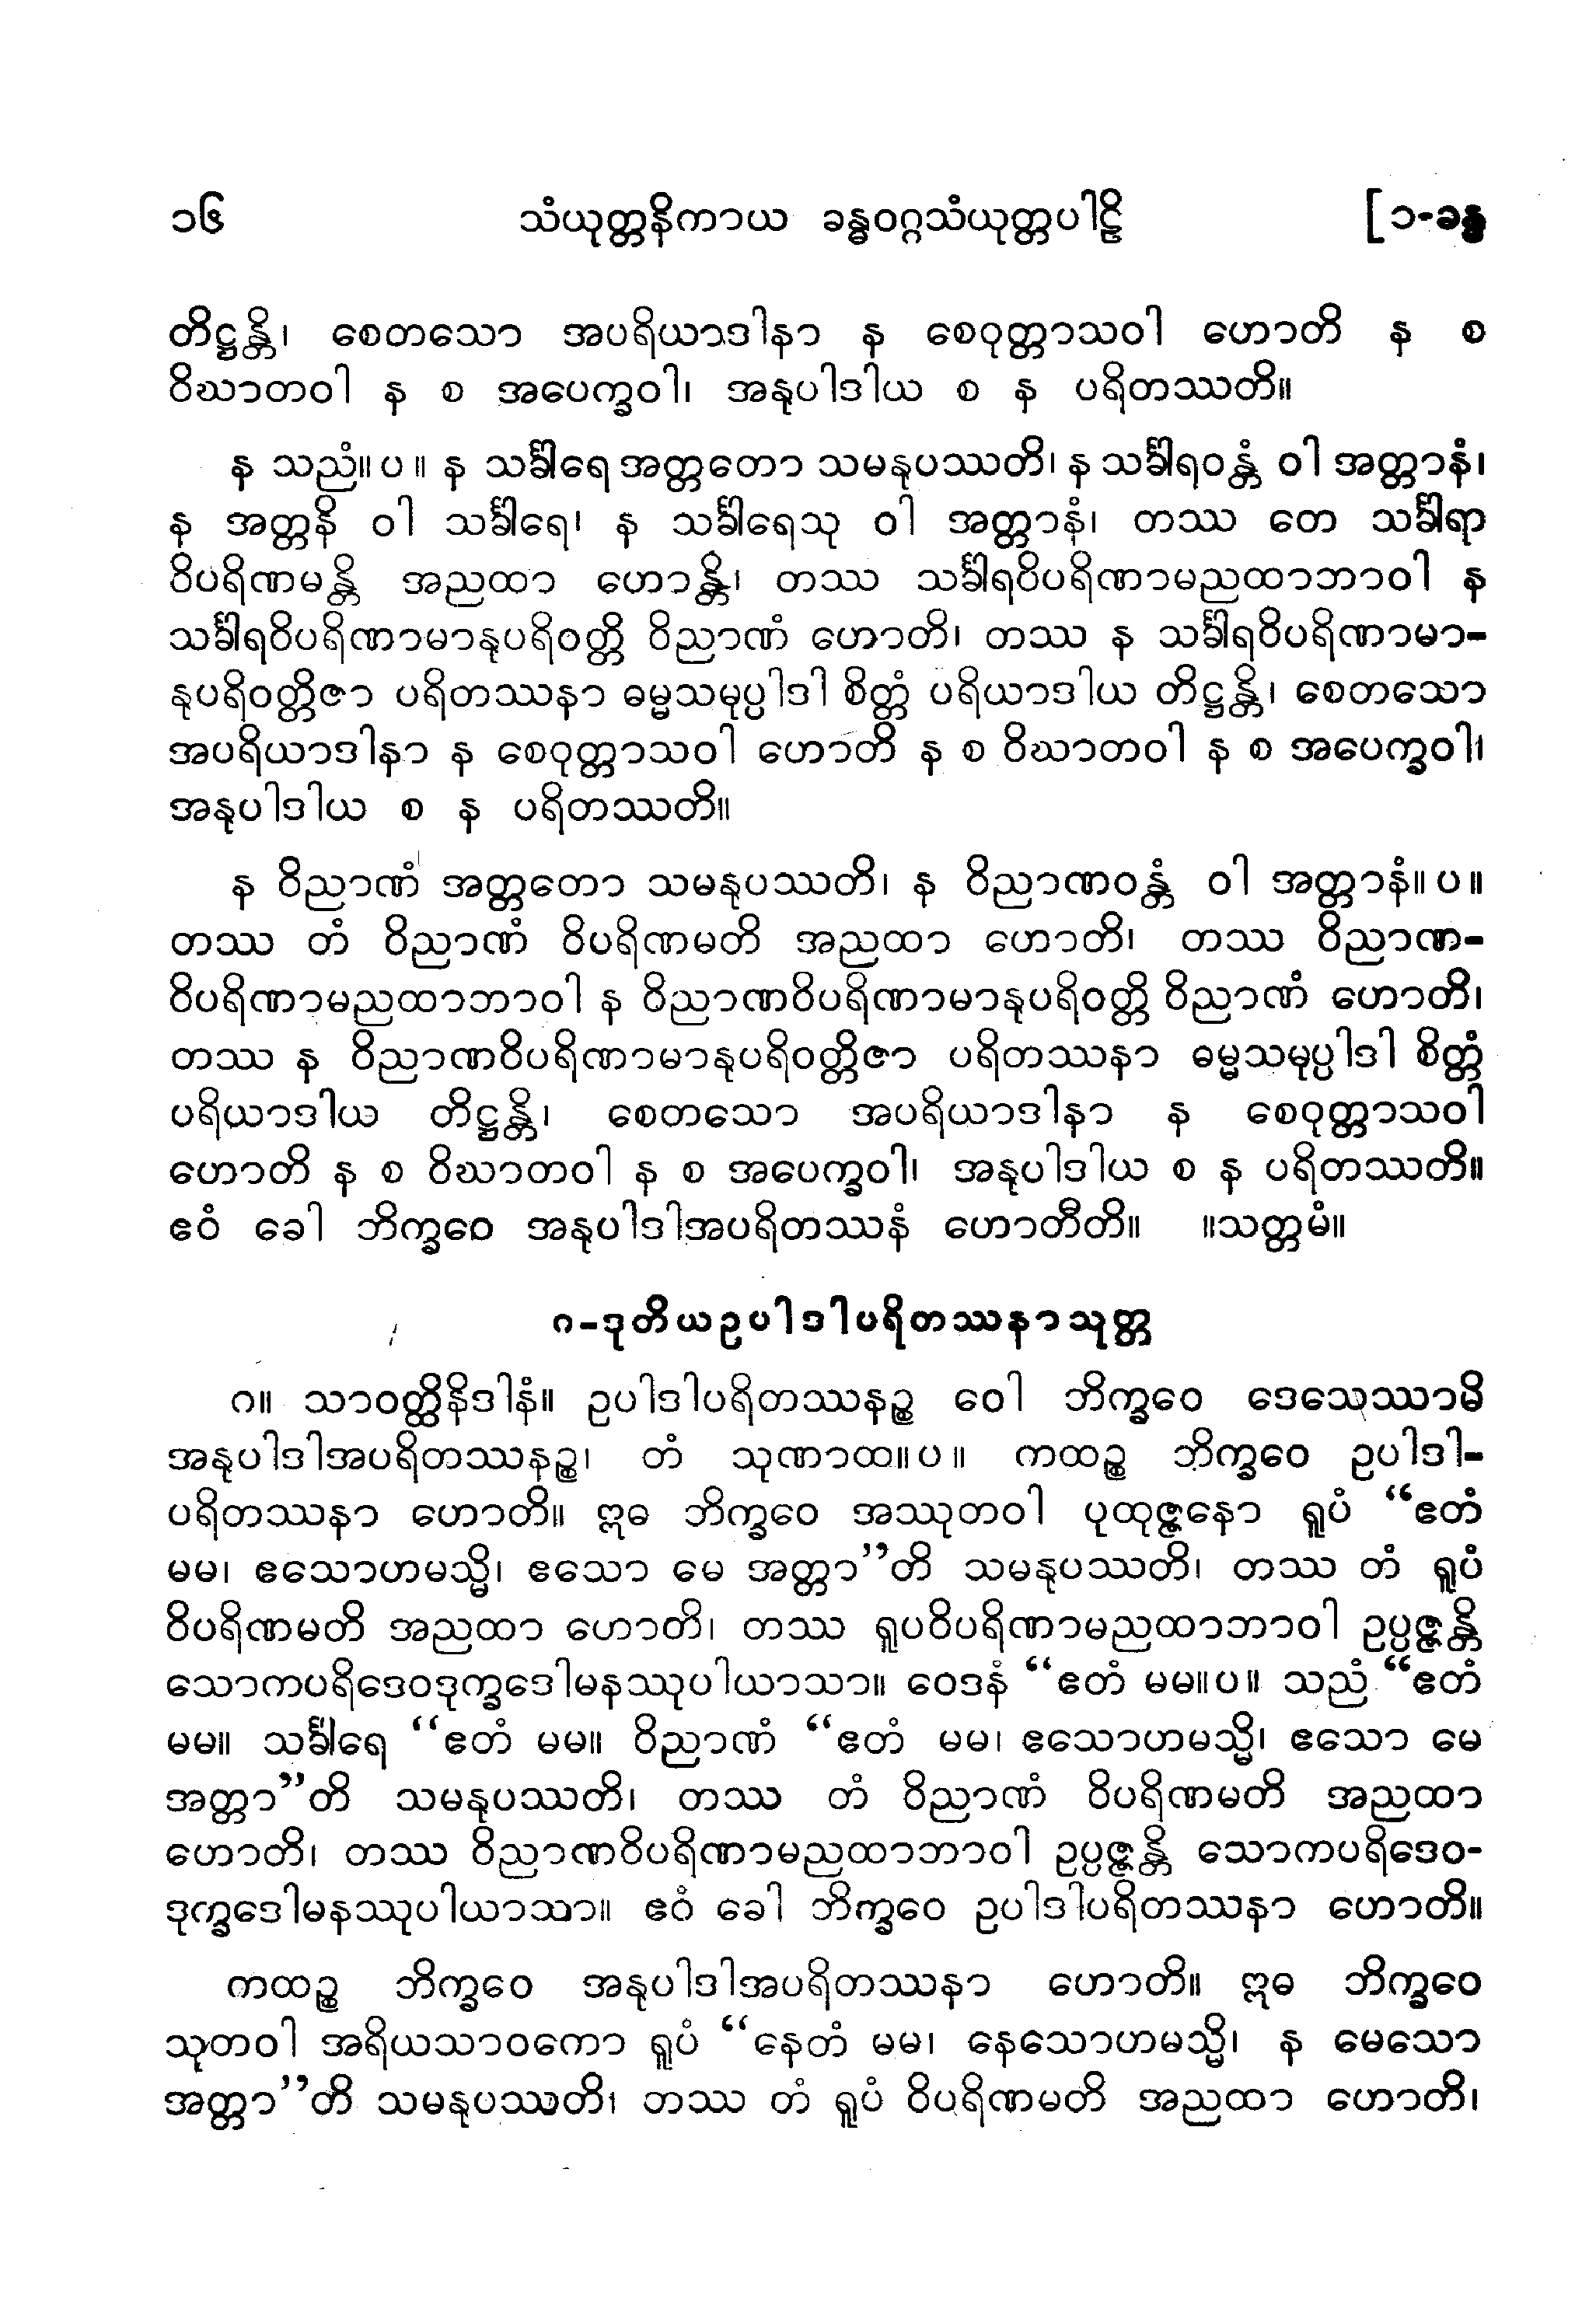 ၁၆ သံယုတ္တနိကာယ ခန္ဓဝဂ္ဂသံယုတ္တပါဠိ [၁-ခန္ဓ
တိဋ္ဌန္တိ၊ စေတသော အပရိယာဒါနာ န စေဝုတ္တာသဝါ ဟောတိ န စ
ဝိဃာတဝါ န စ အပေက္ခဝါ၊ အနုပါဒါယ စ န ပရိတဿတိ။
န သညံ။ပ။ န သင်္ခါရေ အတ္တတော သမနုပဿတိ၊ န သင်္ခါရဝန္တံ ဝါ အတ္တာနံ၊
န အတ္တနိ ဝါ သင်္ခါရေ၊ န သင်္ခါရေသု ဝါ အတ္တာနံ၊ တဿ တေ သင်္ခါရာ
ဝိပရိဏမန္တိ အညထာ ဟောန္တိ၊ တဿ သင်္ခါရဝိပရိဏာမညထာဘာဝါ န
သင်္ခါရဝိပရိဏာမာနုပရိဝတ္တိ ဝိညာဏံ ဟောတိ၊ တဿ န သင်္ခါရဝိပရိဏာမာ-
နုပရိဝတ္တိဇာ ပရိတဿနာ ဓမ္မသမုပ္ပါဒါ စိတ္တံ ပရိယာဒါယ တိဋ္ဌန္တိ၊ စေတသော
အပရိယာဒါနာ န စေဝုတ္တာသဝါ ဟောတိ န စ ဝိဃာတဝါ န စ အပေက္ခဝါ၊
အနုပါဒါယ စ န ပရိတဿတိ။
န ဝိညာဏံ အတ္တတော သမနုပဿတိ၊ န ဝိညာဏဝန္တံ ဝါ အတ္တာနံ။ပ။
တဿ တံ ဝိညာဏံ ဝိပရိဏမတိ အညထာ ဟောတိ၊ တဿ ဝိညာဏ-
ဝိပရိဏာမညထာဘာဝါ န ဝိညာဏဝိပရိဏာမာနုပရိဝတ္တိ ဝိညာဏံ ဟောတိ၊
တဿ န ဝိညာဏဝိပရိဏာမာနုပရိဝတ္တိဇာ ပရိတဿနာ ဓမ္မသမုပ္ပါဒါ စိတ္တံ
ပရိယာဒါယ တိဋ္ဌန္တိ၊ စေတသော အပရိယာဒါနာ န စေဝုတ္တာသဝါ
ဟောတိ န စ ဝိဃာတဝါ န စ အပေက္ခဝါ၊ အနုပါဒါယ စ န ပရိတဿတိ။
ဧဝံ ခေါ ဘိက္ခဝေ အနုပါဒါအပရိတဿနံ ဟောတီတိ။ ။သတ္တမံ။
၈-ဒုတိယဥပါဒါပရိတဿနာသုတ္တ
၈။ သာဝတ္ထိနိဒါနံ။ ဥပါဒါပရိတဿနဉ္စ ဝေါ ဘိက္ခဝေ ဒေသေဿာမိ
အနုပါဒါအပရိတဿနဉ္စ၊ တံ သုဏာထ။ပ။ ကထဉ္စ ဘိက္ခဝေ ဥပါဒါ-
ပရိတဿနာ ဟောတိ။ ဣဓ ဘိက္ခဝေ အဿုတဝါ ပုထုဇ္ဇနော ရူပံ “ဧတံ
မမ၊ ဧသောဟမသ္မိ၊ ဧသော မေ အတ္တာ”တိ သမနုပဿတိ၊ တဿ တံ ရူပံ
ဝိပရိဏမတိ အညထာ ဟောတိ၊ တဿ ရူပဝိပရိဏာမညထာဘာဝါ ဥပ္ပဇ္ဇန္တိ
သောကပရိဒေဝဒုက္ခဒေါမနဿုပါယာသာ။ ဝေဒနံ “ဧတံ မမ။ပ။ သညံ “ဧတံ
မမ။ သင်္ခါရေ “ဧတံ မမ။ ဝိညာဏံ “ဧတံ မမ၊ ဧသောဟမသ္မိ၊ ဧသော မေ
အတ္တာ”တိ သမနုပဿတိ၊ တဿ တံ ဝိညာဏံ ဝိပရိဏမတိ အညထာ
ဟောတိ၊ တဿ ဝိညာဏဝိပရိဏာမညထာဘာဝါ ဥပ္ပဇ္ဇန္တိ သောကပရိဒေဝ-
ဒုက္ခဒေါမနဿုပါယာသာ။ ဧဝံ ခေါ ဘိက္ခဝေ ဥပါဒါပရိတဿနာ ဟောတိ။
ကထဉ္စ ဘိက္ခဝေ အနုပါဒါအပရိတဿနာ ဟောတိ။ ဣဓ ဘိက္ခဝေ
သုတဝါ အရိယသာဝကော ရူပံ “နေတံ မမ၊ နေသောဟမသ္မိ၊ န မေသော
အတ္တာ”တိ သမနုပဿတိ၊ တဿ တံ ရူပံ ဝိပရိဏမတိ အညထာ ဟောတိ၊